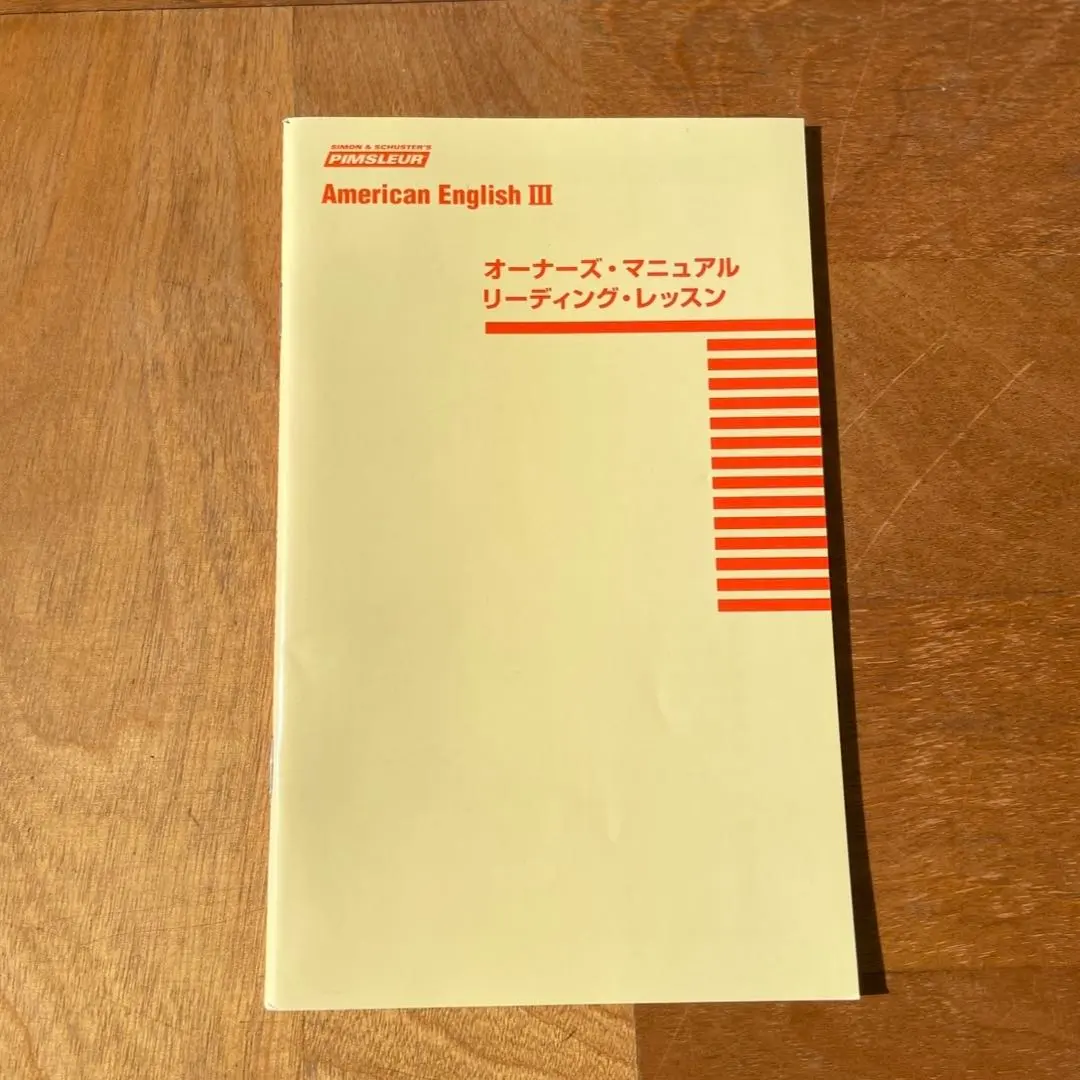 SIMON & SCHUSTER'S
PIMSLEUR
American English III
オーナーズ・マニュアル
リーディング・レッスン